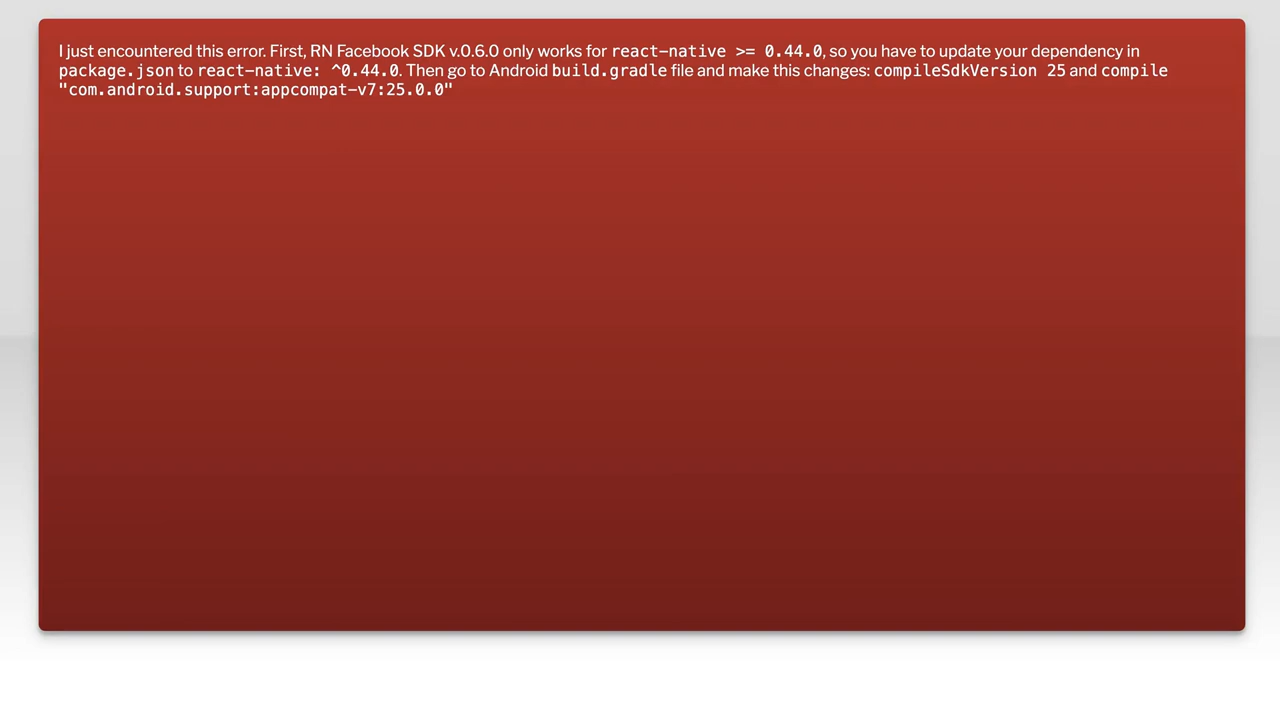 I just encountered this error. First, RN Facebook SDK v.0.6.0 only works for react-native >= 0.44.0, so you have to update your dependency in
package.json to react-native: ^0.44.0. Then go to Android build.gradle file and make this changes: compileSdkVersion 25 and compile
"com.android.support:appcompat-v7:25.0.0"